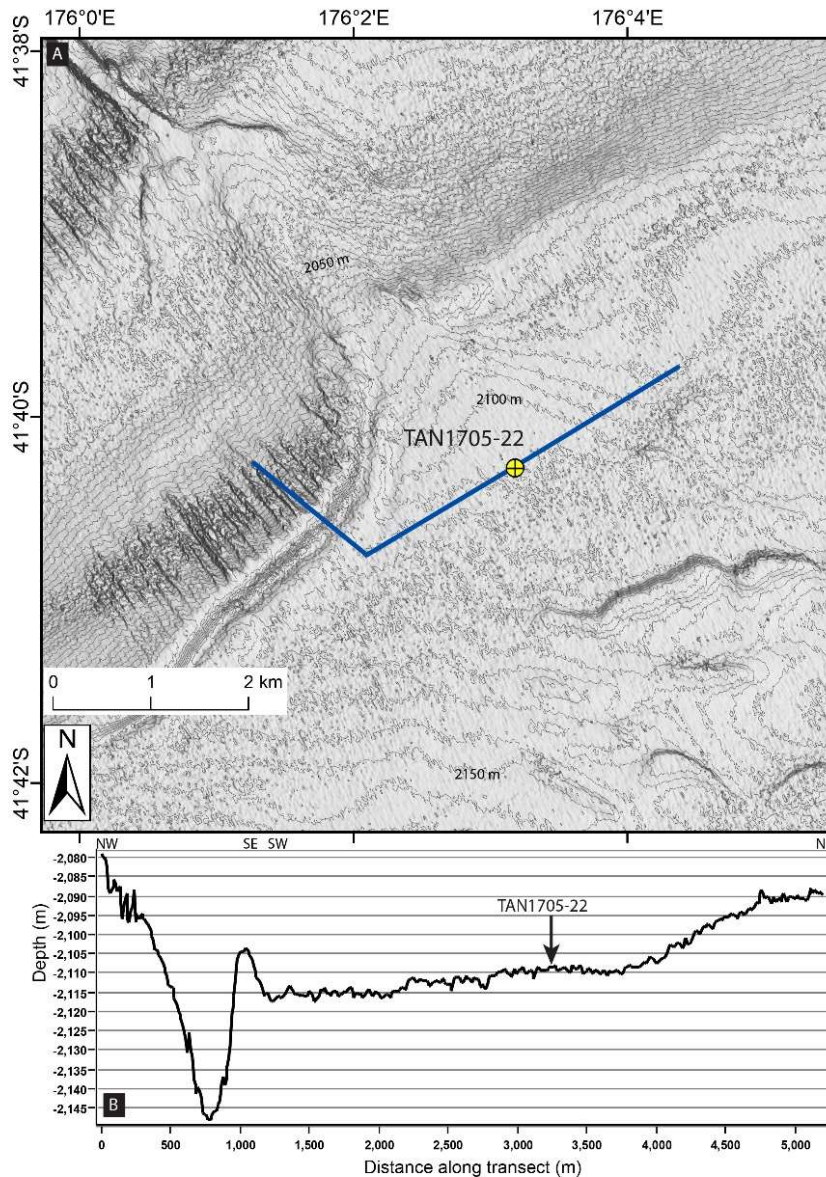 176°0'E 176°2'E 176°4'E
41°38'S
A
2050 m
41°40'S
2100 m
TAN1705-22
0 1 2 km
N
41°42'S
2150 m
NW SE SW N
-2,080
-2,085
-2,090
-2,095
TAN1705-22
-2,100
-2,105
-2,110
-2,115
-2,120
-2,125
-2,130
-2,135
-2,140
-2,145
Depth (m)
B
0 500 1,000 1,500 2,000 2,500 3,000 3,500 4,000 4,500 5,000
Distance along transect (m)